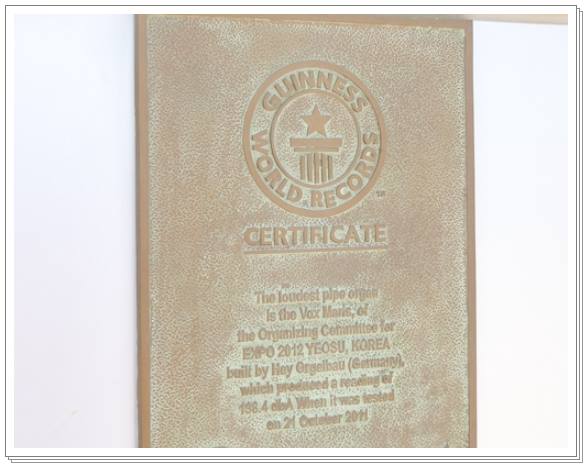 GUINNESS
WORLD RECORDS
TM
CERTIFICATE
The loudest pipe organ
is the Vox Maris, of
the Organizing Committee for
EXPO 2012 YEOSU, KOREA
built by Hey Orgelbau (Germany),
which produced a reading of
138.4 dbA When it was tested
on 21 October 2011